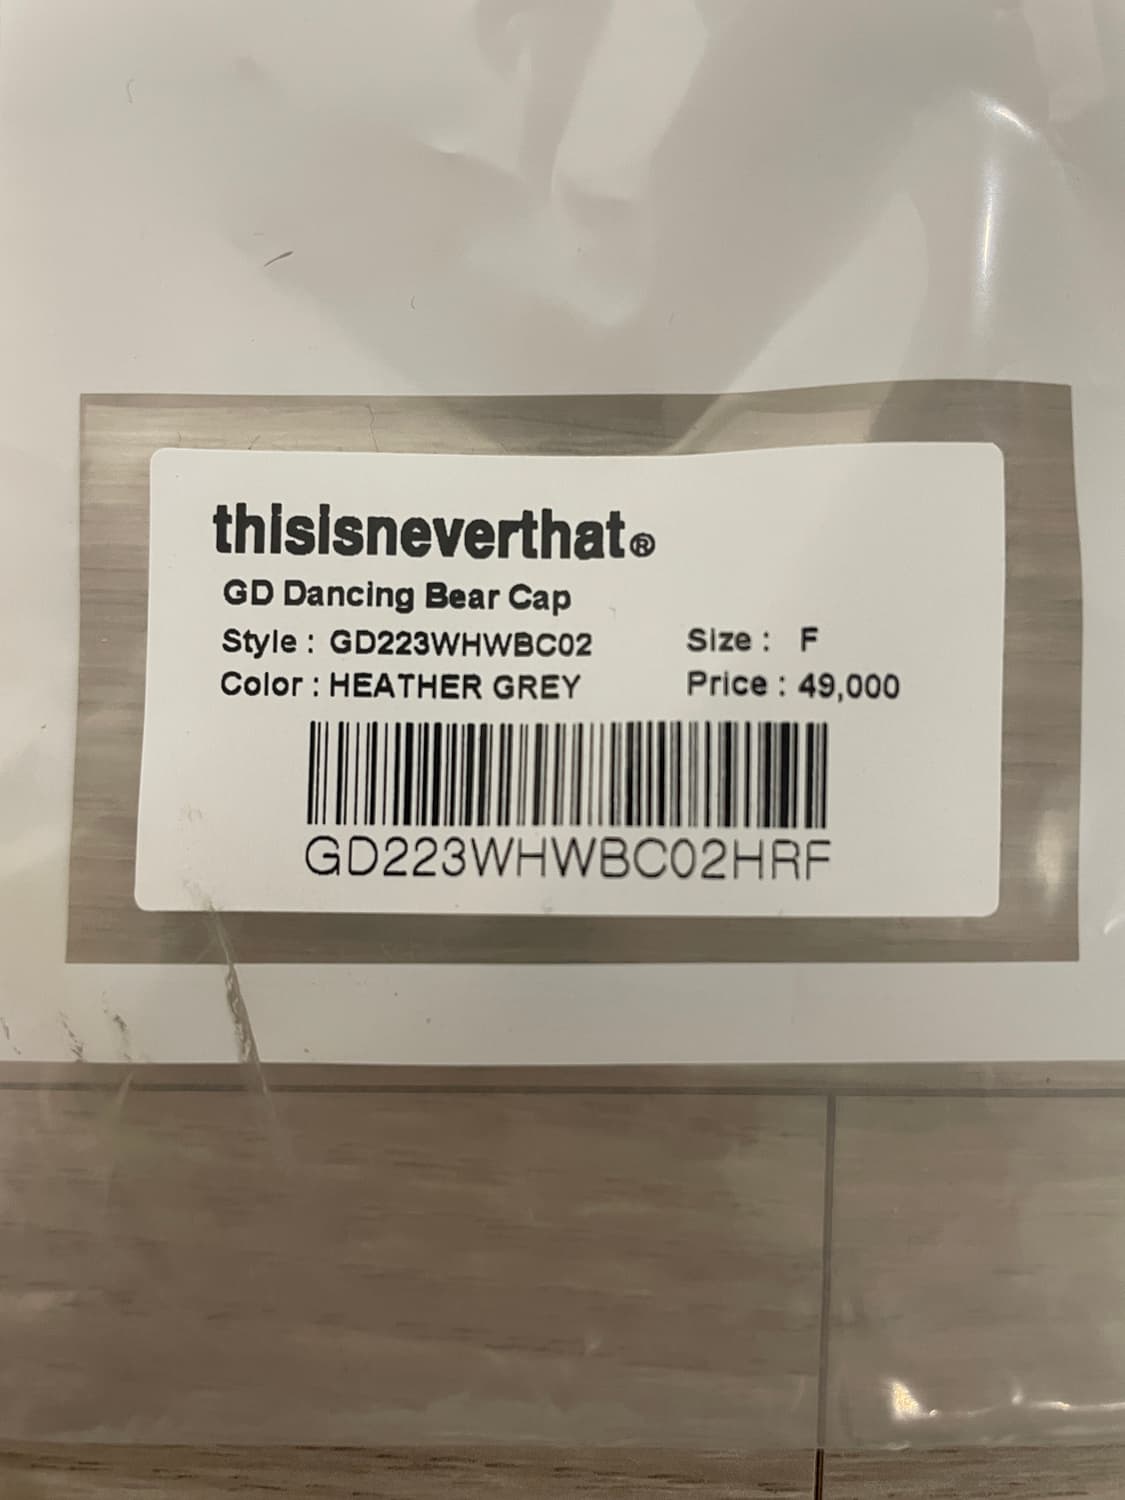 thisisneverthat®
GD Dancing Bear Cap
Style : GD223WHWBC02 Size : F
Color : HEATHER GREY Price : 49,000
GD223WHWBC02HRF